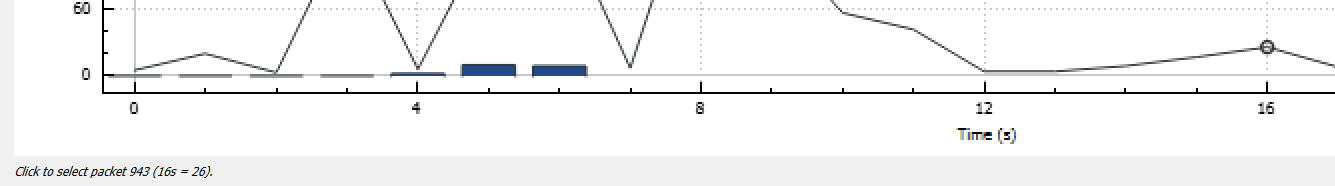 60
0
0 4 8 12 16
Time (s)
Click to select packet 943 (16s = 26).